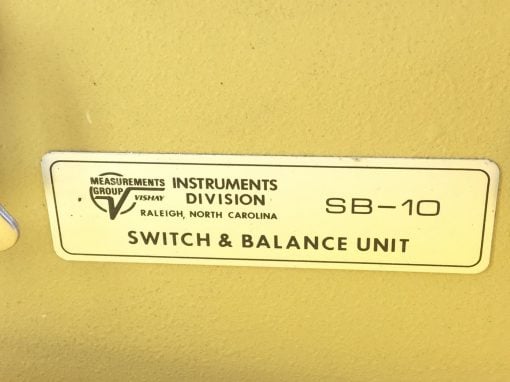 MEASUREMENTS
GROUP
VISHAY
INSTRUMENTS
DIVISION
RALEIGH, NORTH CAROLINA
SB-10
SWITCH & BALANCE UNIT